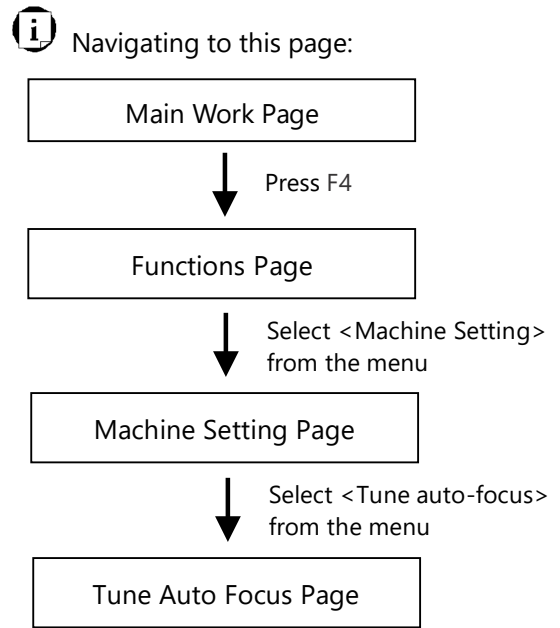 i
Navigating to this page:
Main Work Page
Press F4
Functions Page
Select <Machine Setting>
from the menu
Machine Setting Page
Select <Tune auto-focus>
from the menu
Tune Auto Focus Page